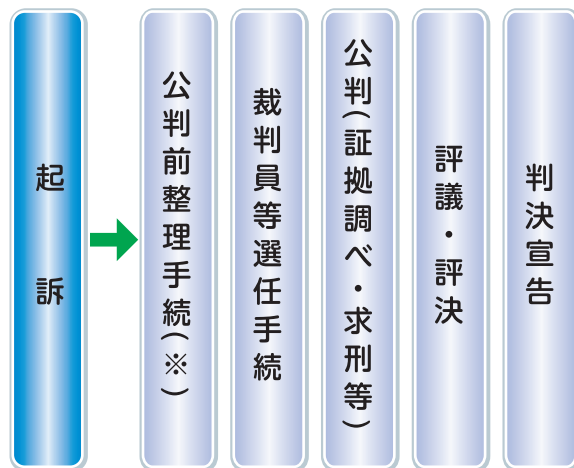 起訴
公判前整理手続(※)
裁判員等選任手続
公判(証拠調べ・求刑等)
評議・評決
判決宣告